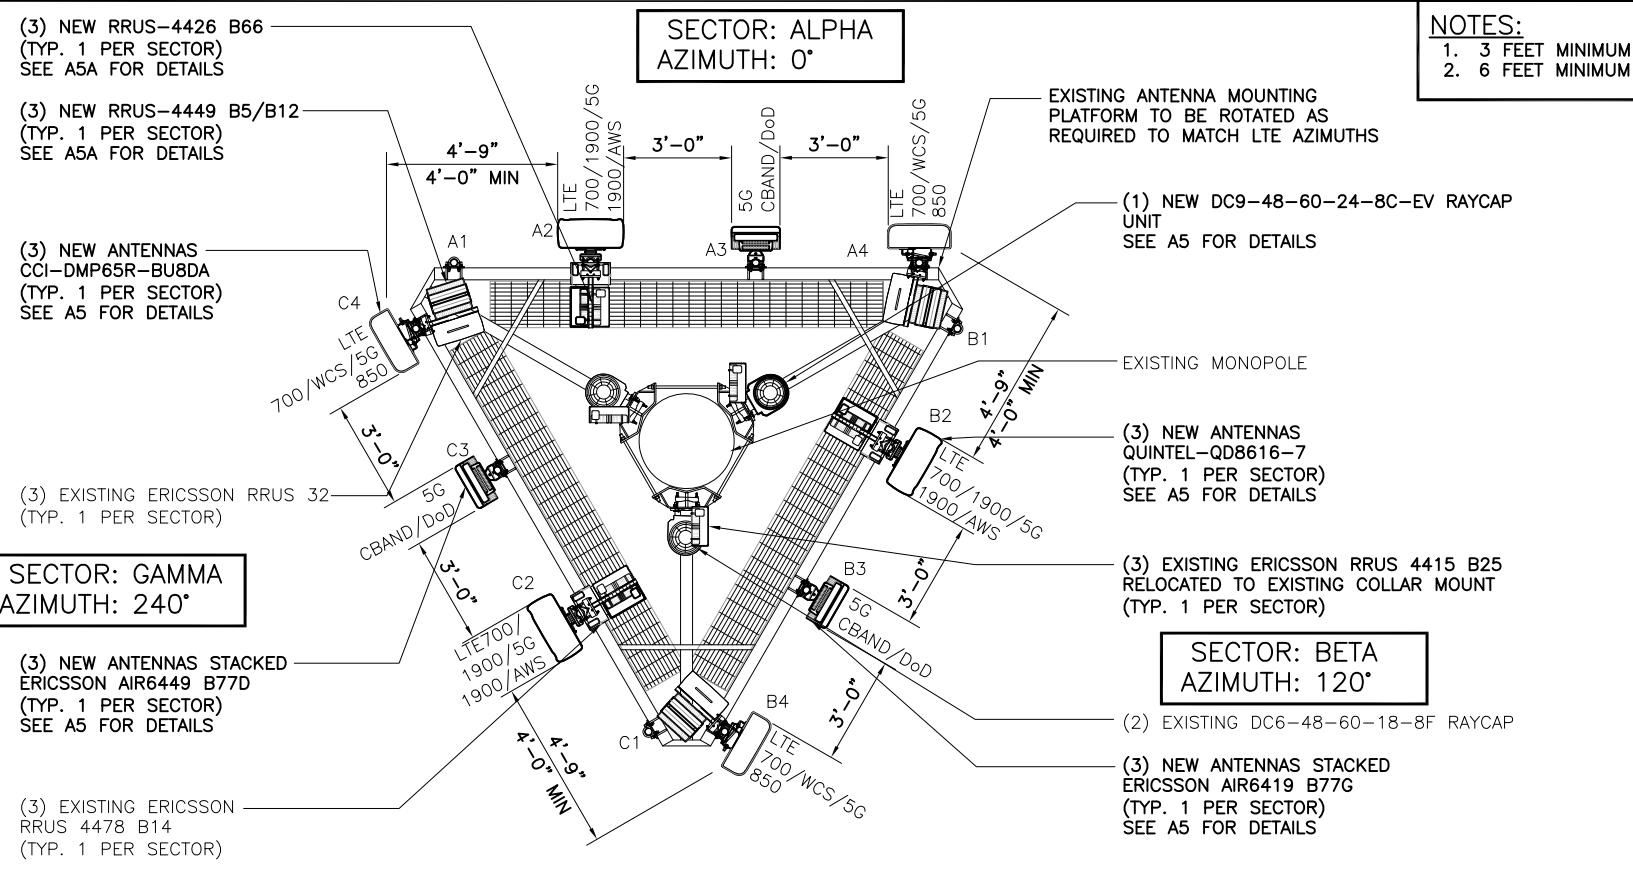 (3) NEW RRUS-4426 B66
(TYP. 1 PER SECTOR)
SEE A5A FOR DETAILS
(3) NEW RRUS-4449 B5/B12
(TYP. 1 PER SECTOR)
SEE A5A FOR DETAILS
(3) NEW ANTENNAS
CCI-DMP65R-BU8DA
(TYP. 1 PER SECTOR)
SEE A5 FOR DETAILS
(3) EXISTING ERICSSON RRUS 32
(TYP. 1 PER SECTOR)
SECTOR: GAMMA
AZIMUTH: 240°
(3) NEW ANTENNAS STACKED
ERICSSON AIR6449 B77D
(TYP. 1 PER SECTOR)
SEE A5 FOR DETAILS
(3) EXISTING ERICSSON
RRUS 4478 B14
(TYP. 1 PER SECTOR)
SECTOR: ALPHA
AZIMUTH: 0°
4'-9"
4'-0" MIN
3'-0"
3'-0"
LTE
700/1900/5G
1900/AWS
5G
CBAND/DoD
LTE
700/WCS/5G
850
A1
A2
A3
A4
C4
LTE
700/WCS/5G
850
3'-0"
C3
5G
CBAND/DoD
3'-0"
C2
LTE700/
1900/5G
1900/AWS
4'-9"
4'-0" MIN
C1
B1
4'-9"
4'-0" MIN
B2
LTE
700/1900/5G
1900/AWS
3'-0"
B3
5G
CBAND/DoD
3'-0"
B4
LTE
700/WCS/5G
850
NOTES:
1. 3 FEET MINIMUM
2. 6 FEET MINIMUM
EXISTING ANTENNA MOUNTING
PLATFORM TO BE ROTATED AS
REQUIRED TO MATCH LTE AZIMUTHS
(1) NEW DC9-48-60-24-8C-EV RAYCAP
UNIT
SEE A5 FOR DETAILS
EXISTING MONOPOLE
(3) NEW ANTENNAS
QUINTEL-QD8616-7
(TYP. 1 PER SECTOR)
SEE A5 FOR DETAILS
(3) EXISTING ERICSSON RRUS 4415 B25
RELOCATED TO EXISTING COLLAR MOUNT
(TYP. 1 PER SECTOR)
SECTOR: BETA
AZIMUTH: 120°
(2) EXISTING DC6-48-60-18-8F RAYCAP
(3) NEW ANTENNAS STACKED
ERICSSON AIR6419 B77G
(TYP. 1 PER SECTOR)
SEE A5 FOR DETAILS